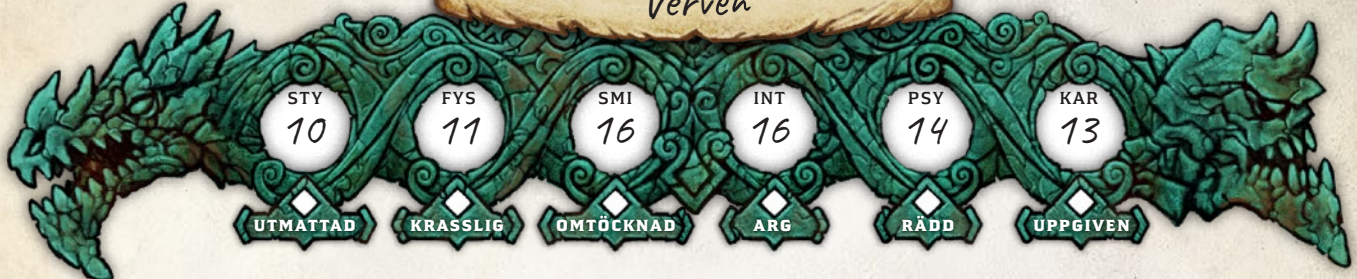 Verven
STY FYS SMI INT PSY KAR
10 11 16 16 14 13
UTMATTAD KRASSLIG OMTÖCKNAD ARG RÄDD UPPGIVEN